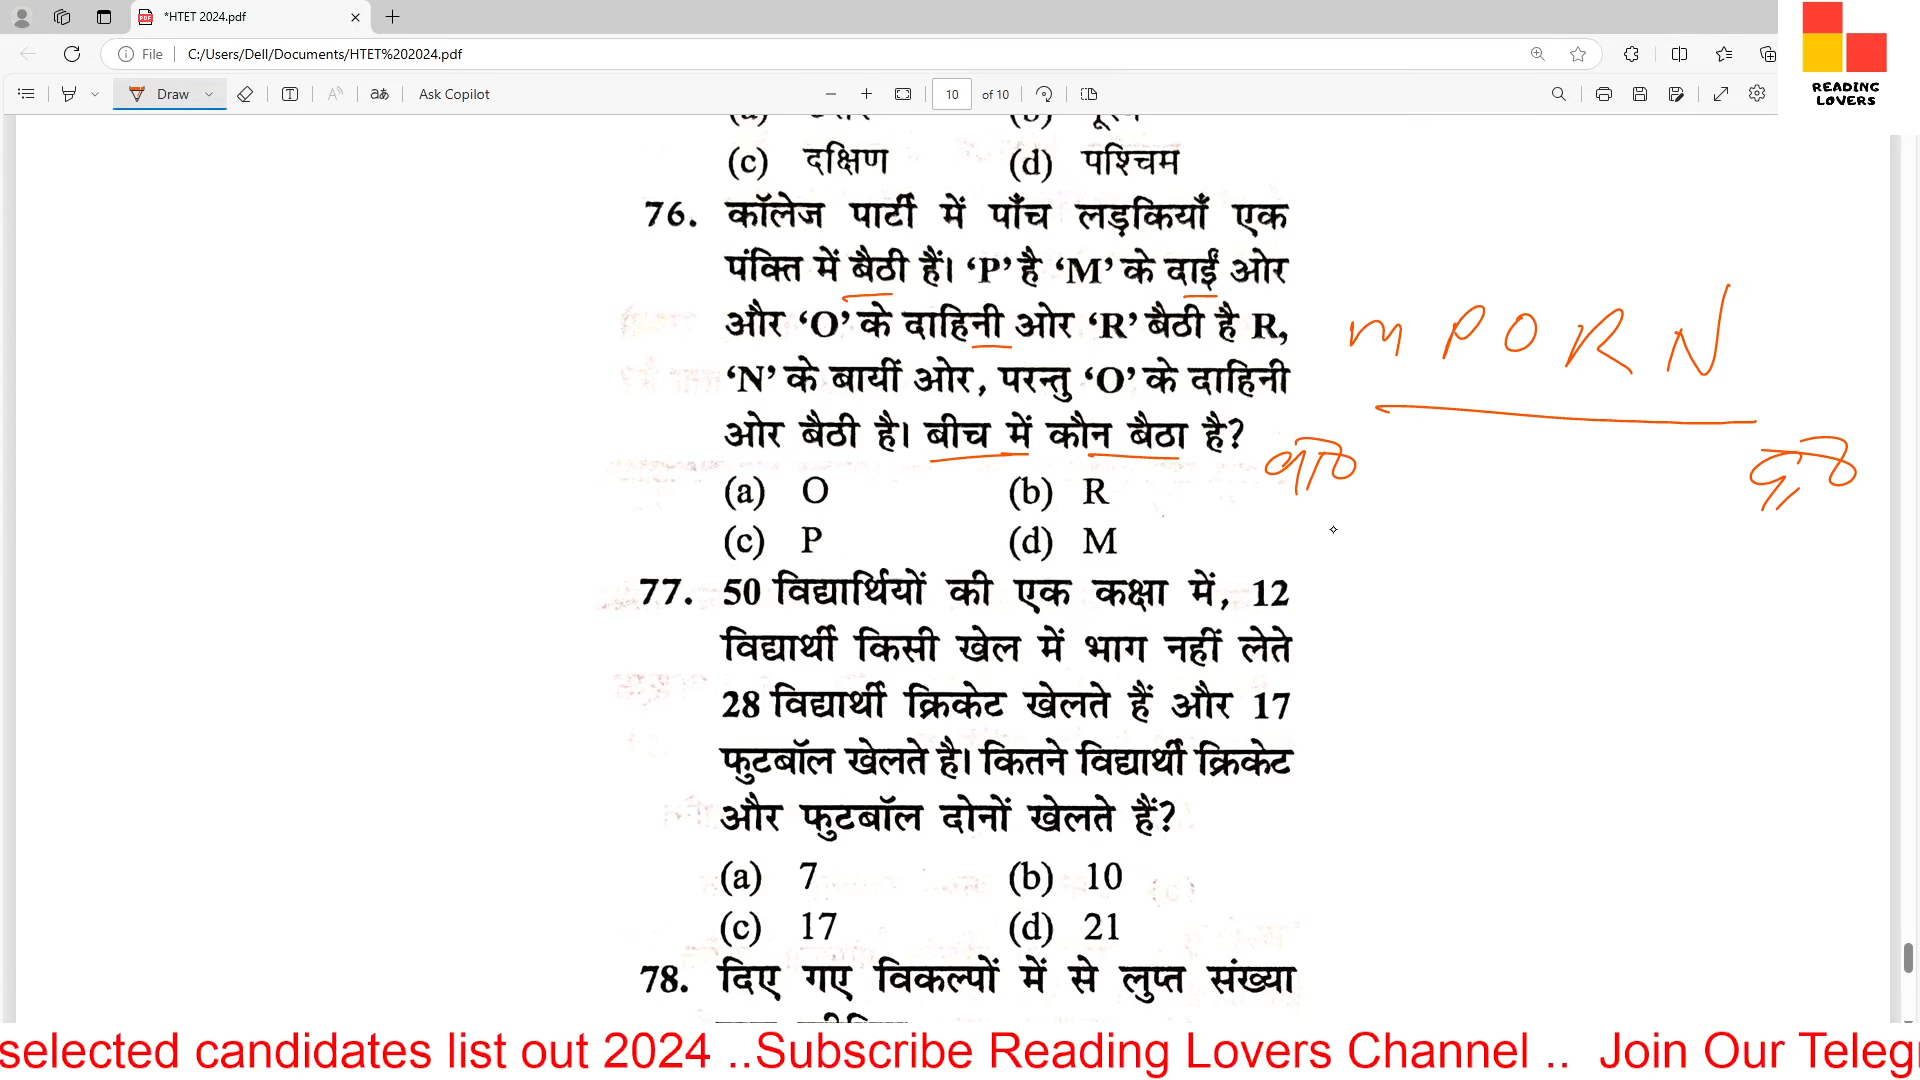 *HTET 2024.pdf
File
C:/Users/Dell/Documents/HTET%202024.pdf
READING
LOVERS
Draw
aあ
Ask Copilot
10 of 10
(c) दक्षिण (d) पश्चिम
76. कॉलेज पार्टी में पाँच लड़कियाँ एक
पंक्ति में बैठी हैं। ‘P’ है ‘M’ के दाईं ओर
और ‘O’ के दाहिनी ओर ‘R’ बैठी है R,
‘N’ के बायीं ओर, परन्तु ‘O’ के दाहिनी
ओर बैठी है। बीच में कौन बैठा है?
(a) O (b) R
(c) P (d) M
M P O R N
77. 50 विद्यार्थियों की एक कक्षा में, 12
विद्यार्थी किसी खेल में भाग नहीं लेते
28 विद्यार्थी क्रिकेट खेलते हैं और 17
फुटबॉल खेलते है। कितने विद्यार्थी क्रिकेट
और फुटबॉल दोनों खेलते हैं?
(a) 7 (b) 10
(c) 17 (d) 21
78. दिए गए विकल्पों में से लुप्त संख्या
selected candidates list out 2024 ..Subscribe Reading Lovers Channel .. Join Our Telegr